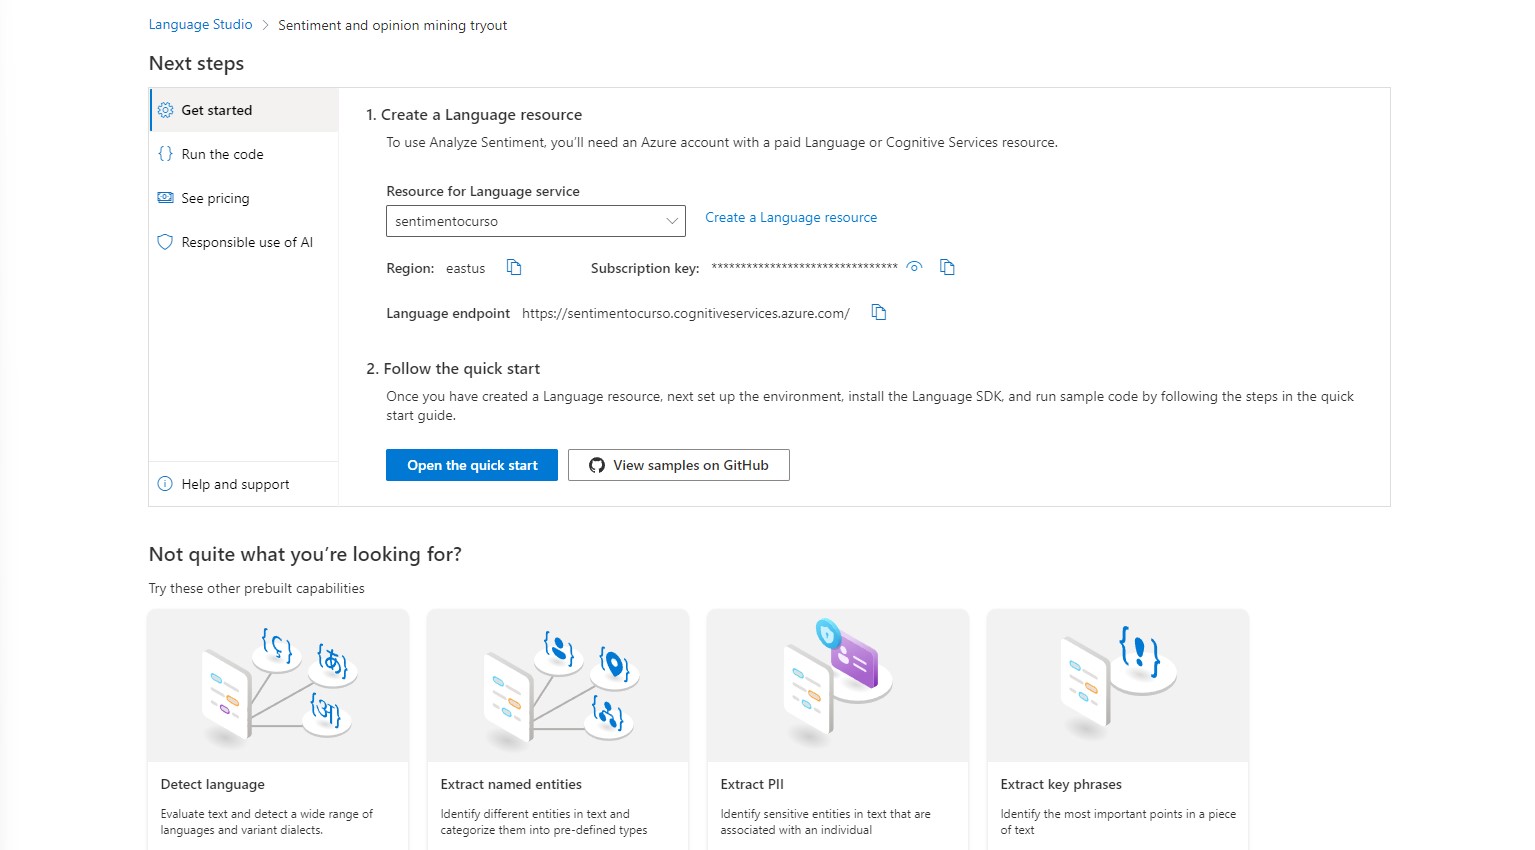 Language Studio > Sentiment and opinion mining tryout
Next steps
Get started
Run the code
See pricing
Responsible use of AI
Help and support
1. Create a Language resource
To use Analyze Sentiment, you'll need an Azure account with a paid Language or Cognitive Services resource.
Resource for Language service
sentimentocurso
Create a Language resource
Region: eastus
Subscription key: ********************************
Language endpoint https://sentimentocurso.cognitiveservices.azure.com/
2. Follow the quick start
Once you have created a Language resource, next set up the environment, install the Language SDK, and run sample code by following the steps in the quick
start guide.
Open the quick start
View samples on GitHub
Not quite what you're looking for?
Try these other prebuilt capabilities
{ç}
{あ}
{अ}
Detect language
Evaluate text and detect a wide range of
languages and variant dialects.
Extract named entities
Identify different entities in text and
categorize them into pre-defined types
Extract PII
Identify sensitive entities in text that are
associated with an individual
{!}
Extract key phrases
Identify the most important points in a piece
of text